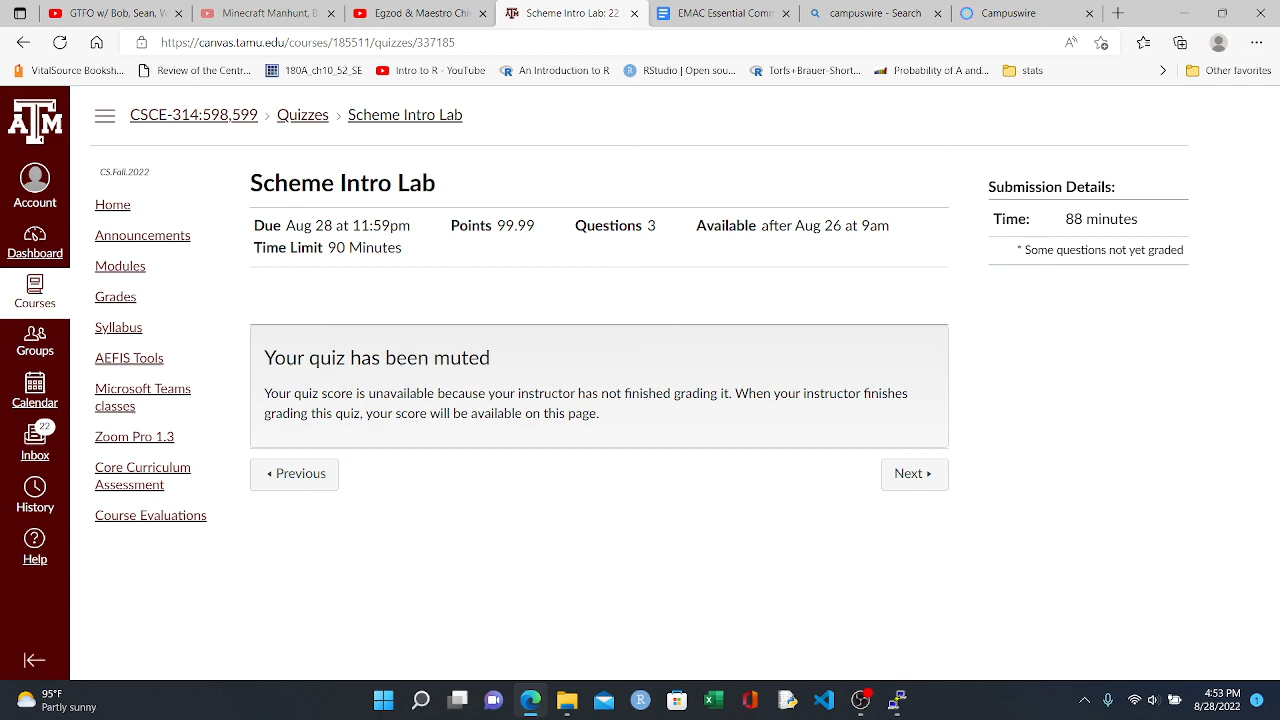 GTFO w/ Bob, Sean, W
Minecraft Manhunt, B
Egzon & Maestro Chi
Scheme Intro Lab: 22
EMAC Essential Comm
campuswire - Search
Campuswire
https://canvas.tamu.edu/courses/185511/quizzes/337185
VitalSource Booksh...
Review of the Centr...
180A_ch10_52_SE
Intro to R - YouTube
An Introduction to R
RStudio | Open sou...
Torfs+Brauer-Short...
Probability of A and...
stats
Other favorites
CSCE-314:598,599 › Quizzes › Scheme Intro Lab
ATM
Account
Dashboard
Courses
Groups
Calendar
22
Inbox
History
Help
CS.Fall.2022
Home
Announcements
Modules
Grades
Syllabus
AEFIS Tools
Microsoft Teams
classes
Zoom Pro 1.3
Core Curriculum
Assessment
Course Evaluations
Scheme Intro Lab
Due Aug 28 at 11:59pm Points 99.99 Questions 3 Available after Aug 26 at 9am
Time Limit 90 Minutes
Your quiz has been muted
Your quiz score is unavailable because your instructor has not finished grading it. When your instructor finishes
grading this quiz, your score will be available on this page.
Previous
Next
Submission Details:
Time: 88 minutes
* Some questions not yet graded
95°F
Partly sunny
4:53 PM
8/28/2022
1